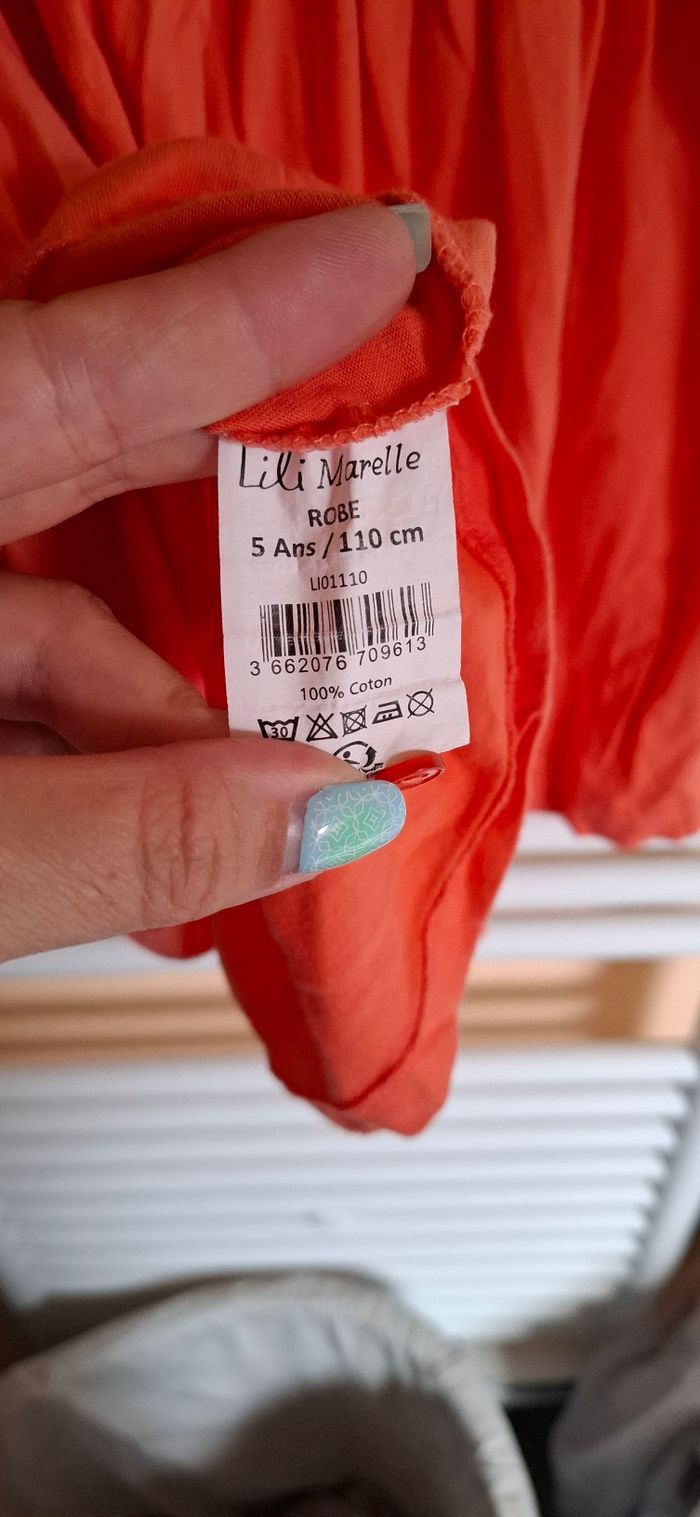 Lili Marelle
ROBE
5 Ans / 110 cm
LI01110
3 662076 709613
100% Coton
30